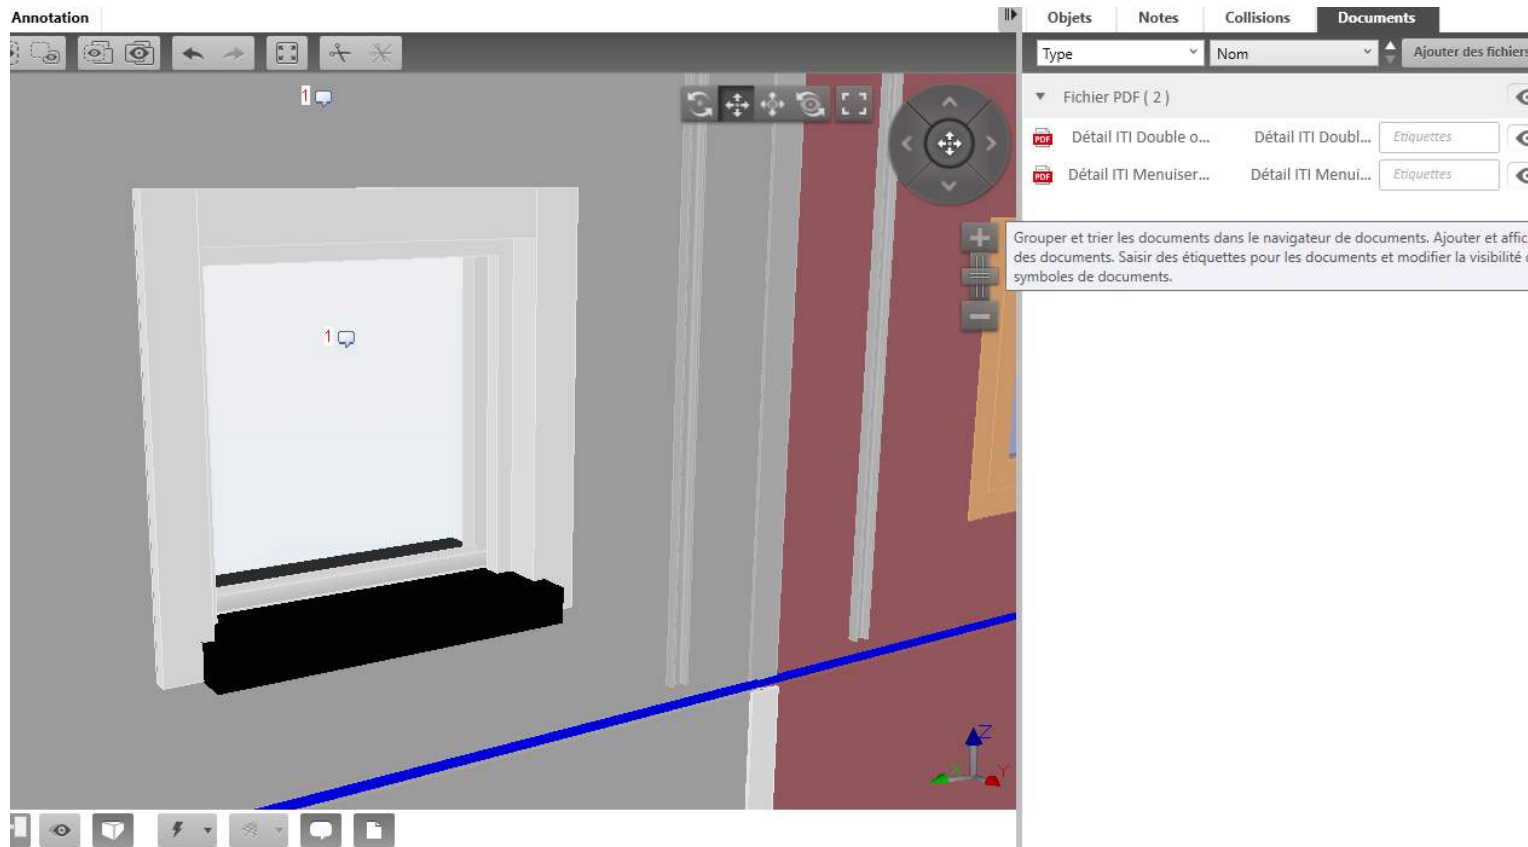 Annotation
Objets Notes Collisions Documents
Type Nom Ajouter des fichiers
1
Fichier PDF ( 2 )
PDF Détail ITI Double o... Détail ITI Doubl... Etiquettes
PDF Détail ITI Menuiser... Détail ITI Menui... Etiquettes
Grouper et trier les documents dans le navigateur de documents. Ajouter et affic
des documents. Saisir des étiquettes pour les documents et modifier la visibilité
symboles de documents.
1
Z
X Y